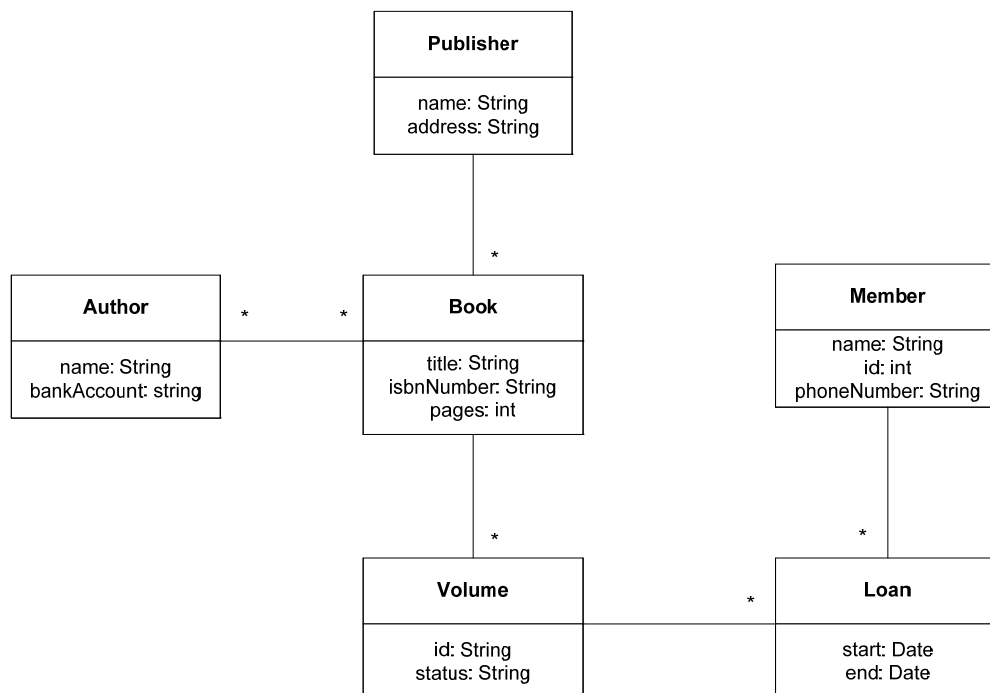 Publisher
name: String
address: String
*
Author
name: String
bankAccount: string
*
*
Book
title: String
isbnNumber: String
pages: int
Member
name: String
id: int
phoneNumber: String
*
*
Volume
id: String
status: String
*
Loan
start: Date
end: Date